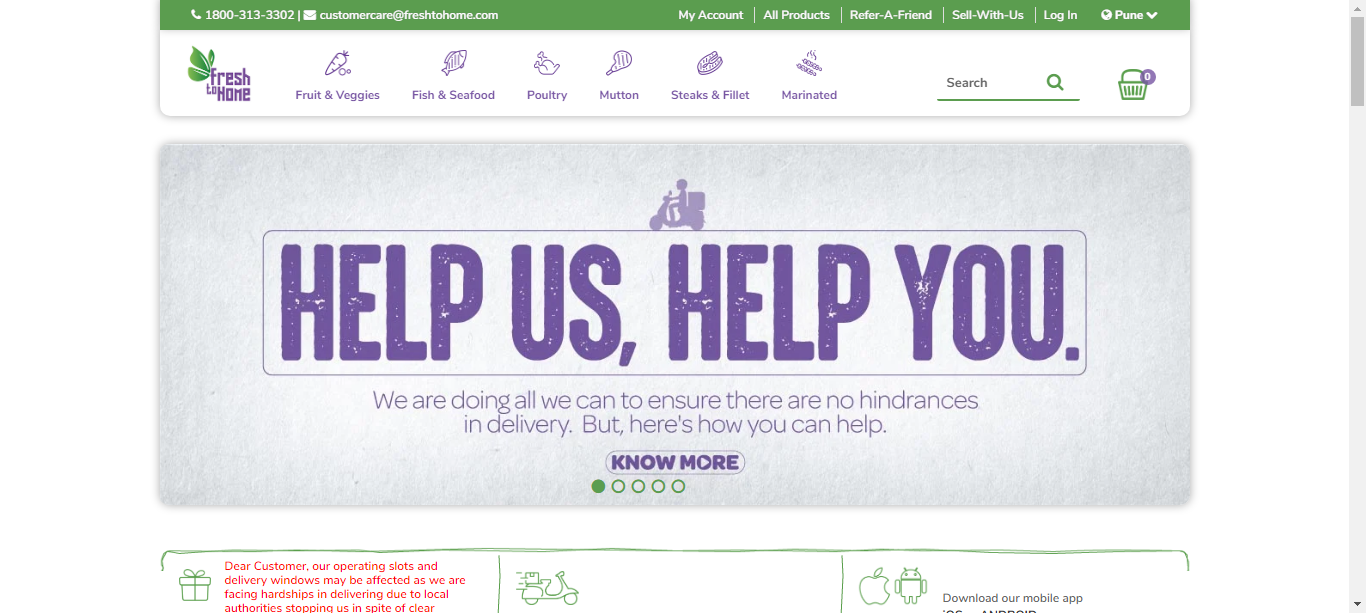 1800-313-3302 | customercare@freshtohome.com
My Account
All Products
Refer-A-Friend
Sell-With-Us
Log In
Pune
fresh
to HOME
Fruit & Veggies
Fish & Seafood
Poultry
Mutton
Steaks & Fillet
Marinated
Search
0
HELP US, HELP YOU.
We are doing all we can to ensure there are no hindrances
in delivery. But, here's how you can help.
KNOW MORE
Dear Customer, our operating slots and
delivery windows may be affected as we are
facing hardships in delivering due to local
authorities stopping us in spite of clear
Download our mobile app